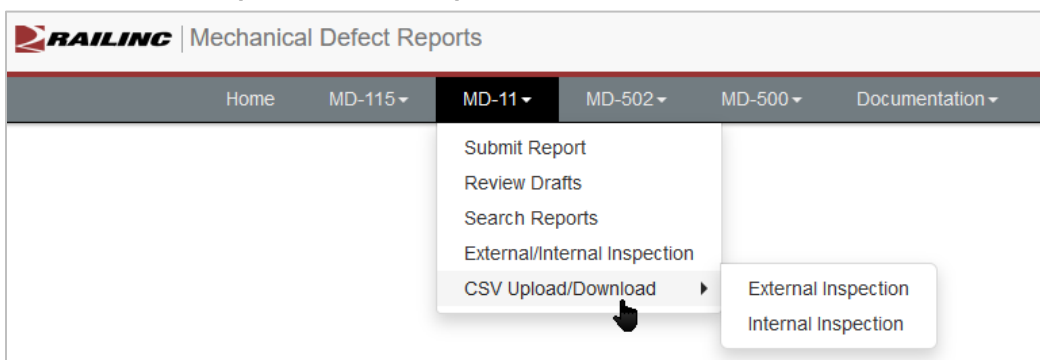 RAILINC | Mechanical Defect Reports
Home MD-115 MD-11 MD-502 MD-500 Documentation
Submit Report
Review Drafts
Search Reports
External/Internal Inspection
CSV Upload/Download
External Inspection
Internal Inspection